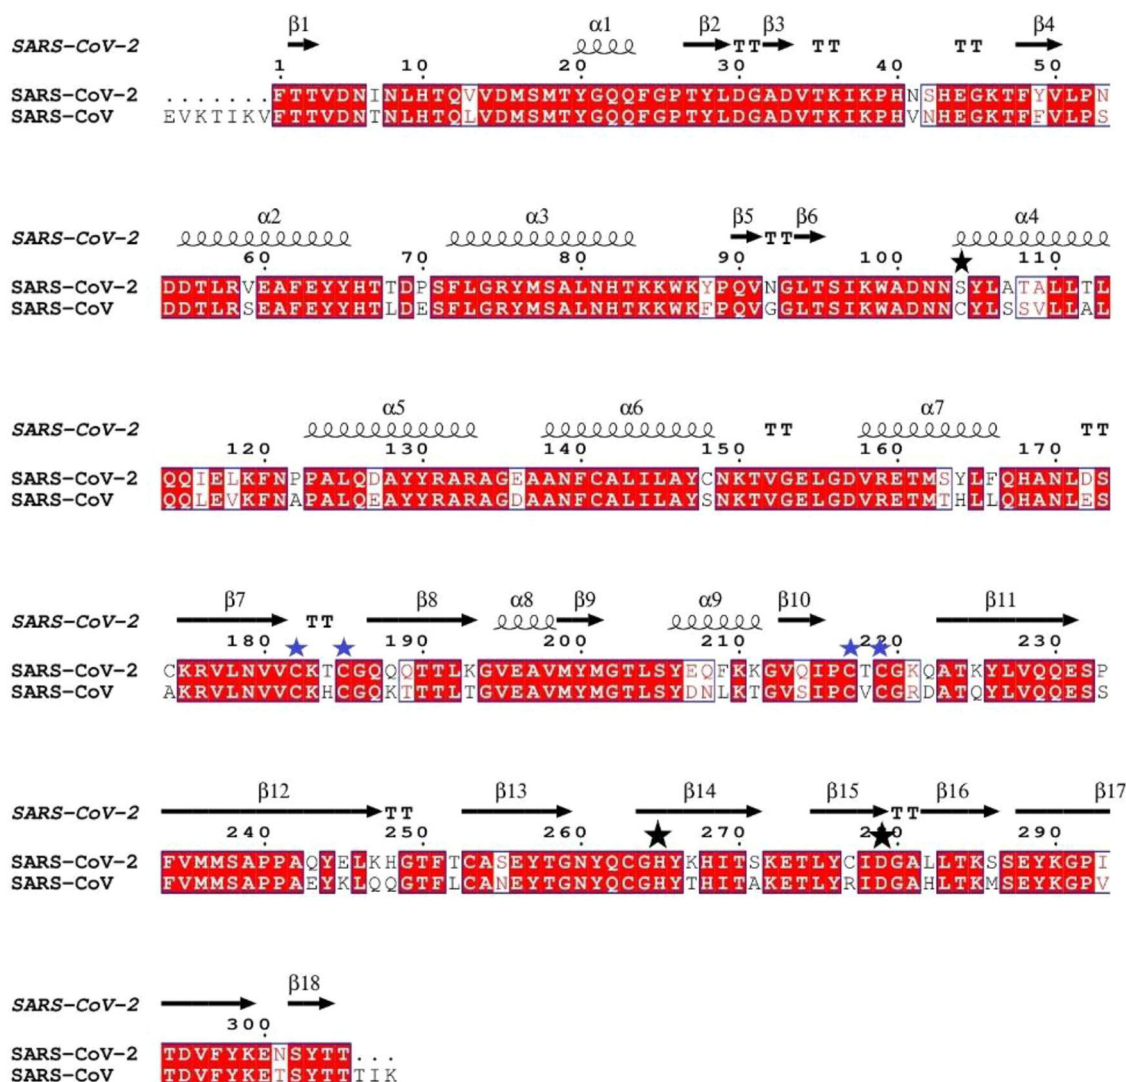 β1 α1 β2 β3 β4
SARS-CoV-2 TT TT TT
1 10 20 30 40 50
SARS-CoV-2 .......FTTVDNINLHTQVVDMSMTYGQQFGPTYLDGADVTKIKPHNSHEGKTFYVLPN
SARS-CoV EVKTIKVFTTVDNTNLHTQLVDMSMTYGQQFGPTYLDGADVTKIKPHVNHEGKTFFVLPS
α2 α3 β5 β6 α4
SARS-CoV-2 TT
60 70 80 90 100 110
SARS-CoV-2 DDTLRVEAFEYYHTTDPSFLGRYMSALNHTKKWKYPQVNGLTSIKWADNNSYLATALLTL
SARS-CoV DDTLRSEAFEYYHTLDESFLGRYMSALNHTKKWKFPQVGGLTSIKWADNNCYLSSVLLAL
α5 α6 α7
SARS-CoV-2 TT TT
120 130 140 150 160 170
SARS-CoV-2 QQIELKFNPPALQDAYYRARAGEAANFCALILAYCNKTVGELGDVRETMSYLFQHANLDS
SARS-CoV QQLEVKFNAPALQEAYYRARAGDAANFCALILAYSNKTVGELGDVRETMTHLLQHANLES
β7 β8 α8 β9 α9 β10 β11
SARS-CoV-2 TT
180 190 200 210 220 230
SARS-CoV-2 CKRVLNVVCKTCGQQQTTLKGVEAVMYMGTLSYEQFKKGVQIPCTCGKQATKYLVQQESP
SARS-CoV AKRVLNVVCKHCGQKTTTLTGVEAVMYMGTLSYDNLKTGVSIPCVCGRDATQYLVQQESS
β12 β13 β14 β15 β16 β17
SARS-CoV-2 TT TT
240 250 260 270 280 290
SARS-CoV-2 FVMMSAPPAQYELKHGTFTCASEYTGNYQCGHYKHITSKETLYCIDGALLTKSSEYKGPI
SARS-CoV FVMMSAPPAEYKLQQGTFLCANEYTGNYQCGHYTHITAKETLYRIDGAHLTKMSEYKGPV
β18
SARS-CoV-2
300
SARS-CoV-2 TDVFYKENSYTT...
SARS-CoV TDVFYKETSYTTTIK